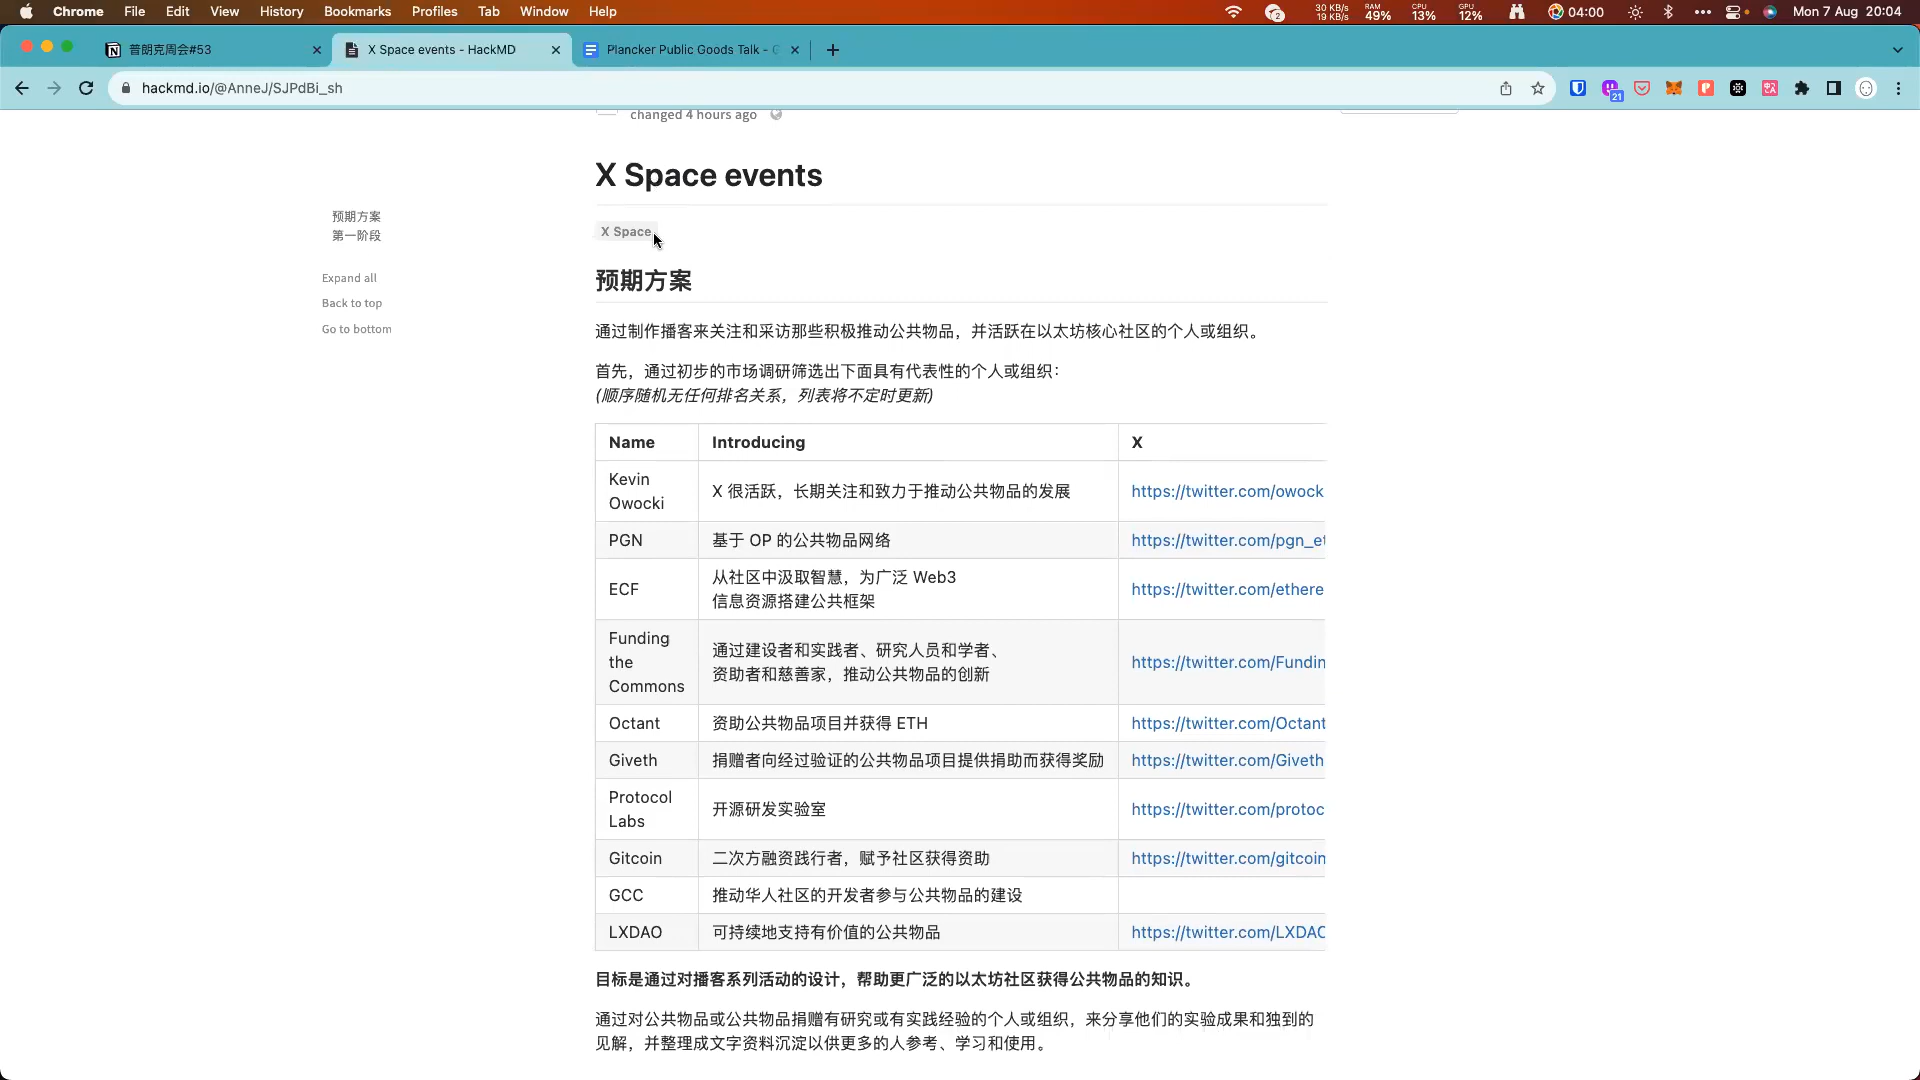 Chrome File Edit View History Bookmarks Profiles Tab Window Help 2 30 KB/s 19 KB/s RAM 49% CPU 13% GPU 12% 04:00 Mon 7 Aug 20:04
普朗克周会#53 X Space events - HackMD Plancker Public Goods Talk -
hackmd.io/@AnneJ/SJPdBi_sh 21
changed 4 hours ago
X Space events
X Space
预期方案
第一阶段
Expand all
Back to top
Go to bottom
预期方案
通过制作播客来关注和采访那些积极推动公共物品，并活跃在以太坊核心社区的个人或组织。
首先，通过初步的市场调研筛选出下面具有代表性的个人或组织：
(顺序随机无任何排名关系，列表将不定时更新)
Name Introducing X
Kevin
Owocki
X 很活跃，长期关注和致力于推动公共物品的发展 https://twitter.com/owock
PGN 基于 OP 的公共物品网络 https://twitter.com/pgn_et
ECF
从社区中汲取智慧，为广泛 Web3
信息资源搭建公共框架
https://twitter.com/ethere
Funding
the
Commons
通过建设者和实践者、研究人员和学者、
资助者和慈善家，推动公共物品的创新
https://twitter.com/Fundin
Octant 资助公共物品项目并获得 ETH https://twitter.com/Octant
Giveth 捐赠者向经过验证的公共物品项目提供捐助而获得奖励 https://twitter.com/Giveth
Protocol
Labs
开源研发实验室 https://twitter.com/protoc
Gitcoin 二次方融资践行者，赋予社区获得资助 https://twitter.com/gitcoin
GCC 推动华人社区的开发者参与公共物品的建设
LXDAO 可持续地支持有价值的公共物品 https://twitter.com/LXDAO
目标是通过对播客系列活动的设计，帮助更广泛的以太坊社区获得公共物品的知识。
通过对公共物品或公共物品捐赠有研究或有实践经验的个人或组织，来分享他们的实验成果和独到的
见解，并整理成文字资料沉淀以供更多的人参考、学习和使用。